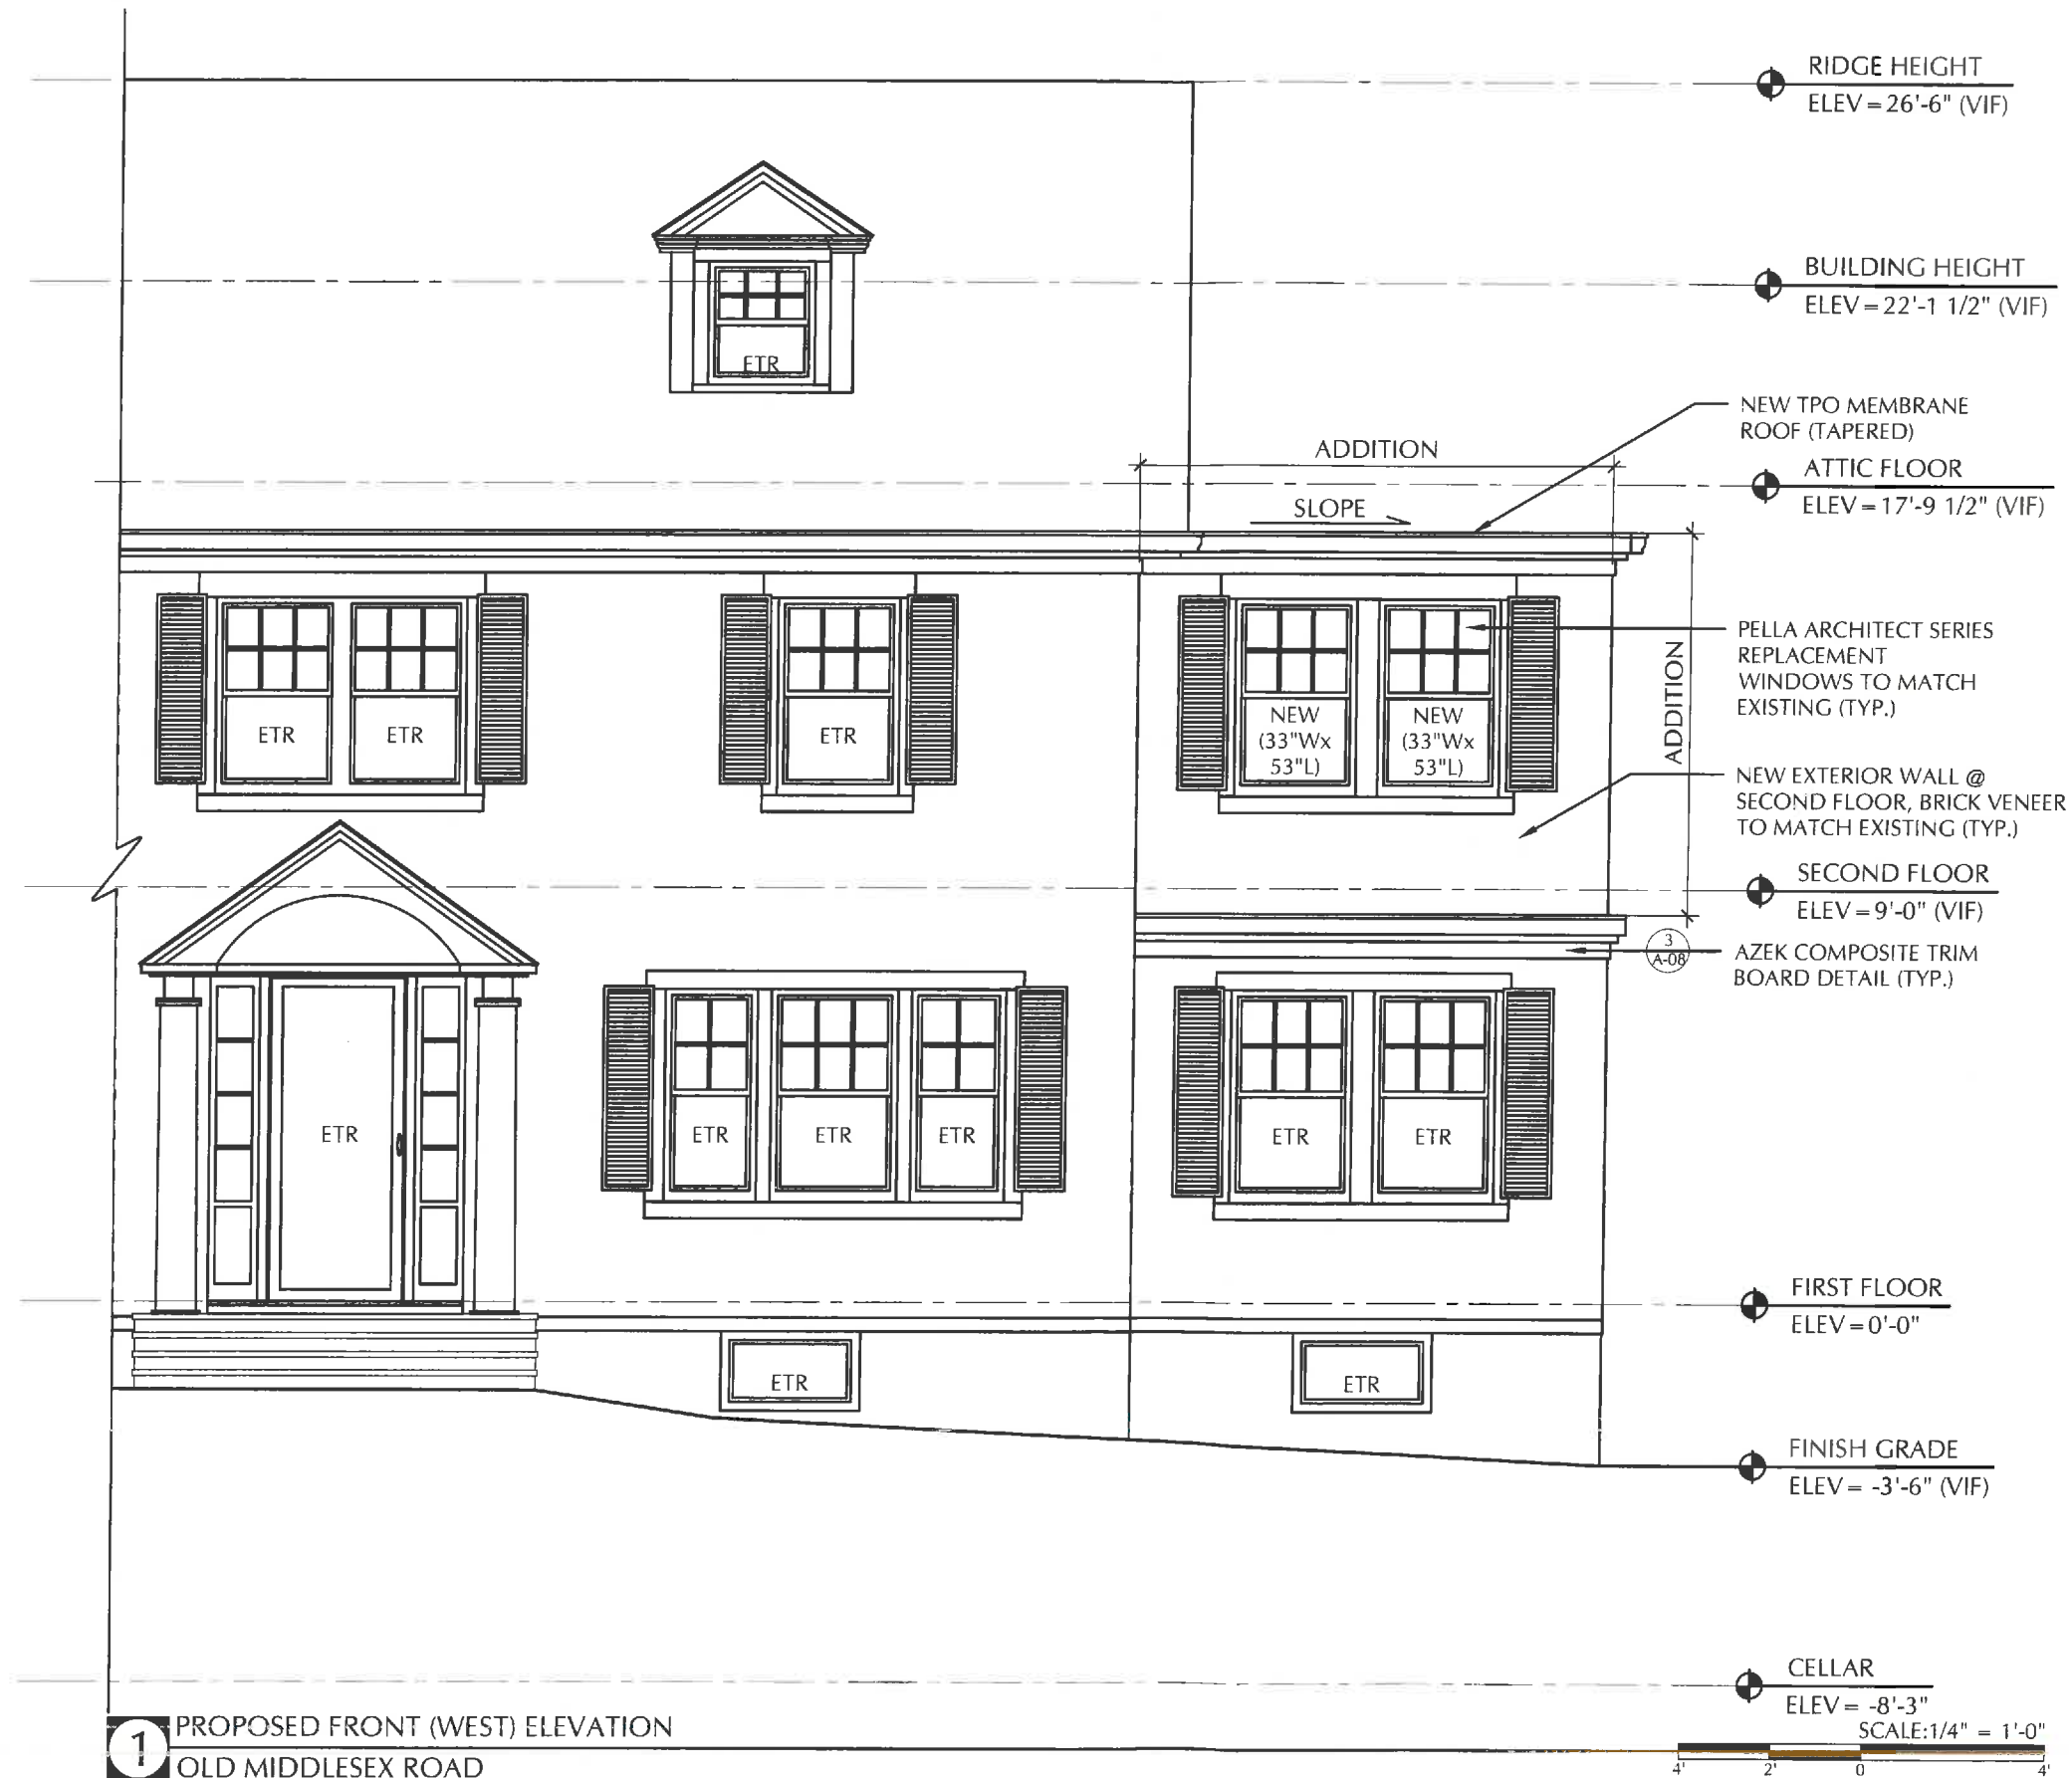 RIDGE HEIGHT
ELEV = 26'-6" (VIF)
BUILDING HEIGHT
ELEV = 22'-1 1/2" (VIF)
ETR
NEW TPO MEMBRANE
ROOF (TAPERED)
ADDITION
ATTIC FLOOR
ELEV = 17'-9 1/2" (VIF)
SLOPE
PELLA ARCHITECT SERIES
REPLACEMENT
WINDOWS TO MATCH
EXISTING (TYP.)
ADDITION
ETR
ETR
ETR
NEW
(33"Wx
53"L)
NEW
(33"Wx
53"L)
NEW EXTERIOR WALL @
SECOND FLOOR, BRICK VENEER
TO MATCH EXISTING (TYP.)
SECOND FLOOR
ELEV = 9'-0" (VIF)
3
A-08
AZEK COMPOSITE TRIM
BOARD DETAIL (TYP.)
ETR
ETR
ETR
ETR
ETR
ETR
FIRST FLOOR
ELEV = 0'-0"
ETR
ETR
FINISH GRADE
ELEV = -3'-6" (VIF)
CELLAR
ELEV = -8'-3"
1
PROPOSED FRONT (WEST) ELEVATION
OLD MIDDLESEX ROAD
SCALE:1/4" = 1'-0"
4' 2' 0 4'